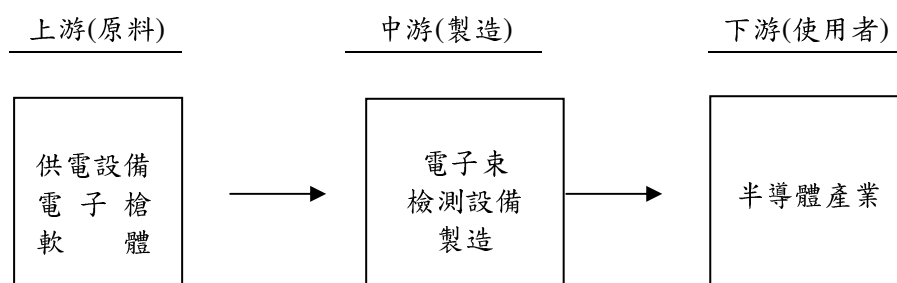 上游(原料)
中游(製造)
下游(使用者)
供電設備
電子槍
軟體
電子束
檢測設備
製造
半導體產業